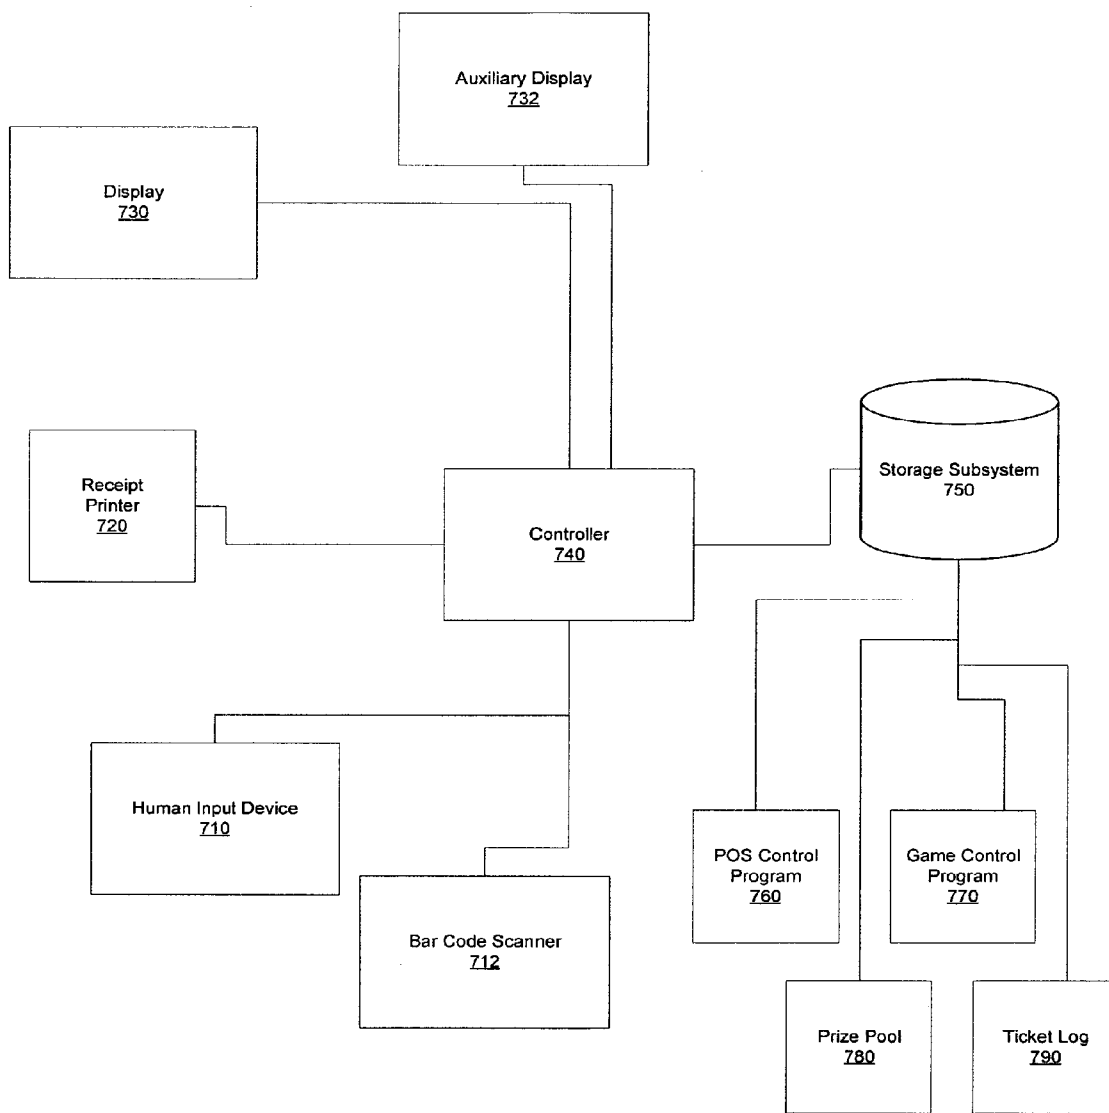 Auxiliary Display
732
Display
730
Receipt
Printer
720
Controller
740
Storage Subsystem
750
Human Input Device
710
Bar Code Scanner
712
POS Control
Program
760
Game Control
Program
770
Prize Pool
780
Ticket Log
790